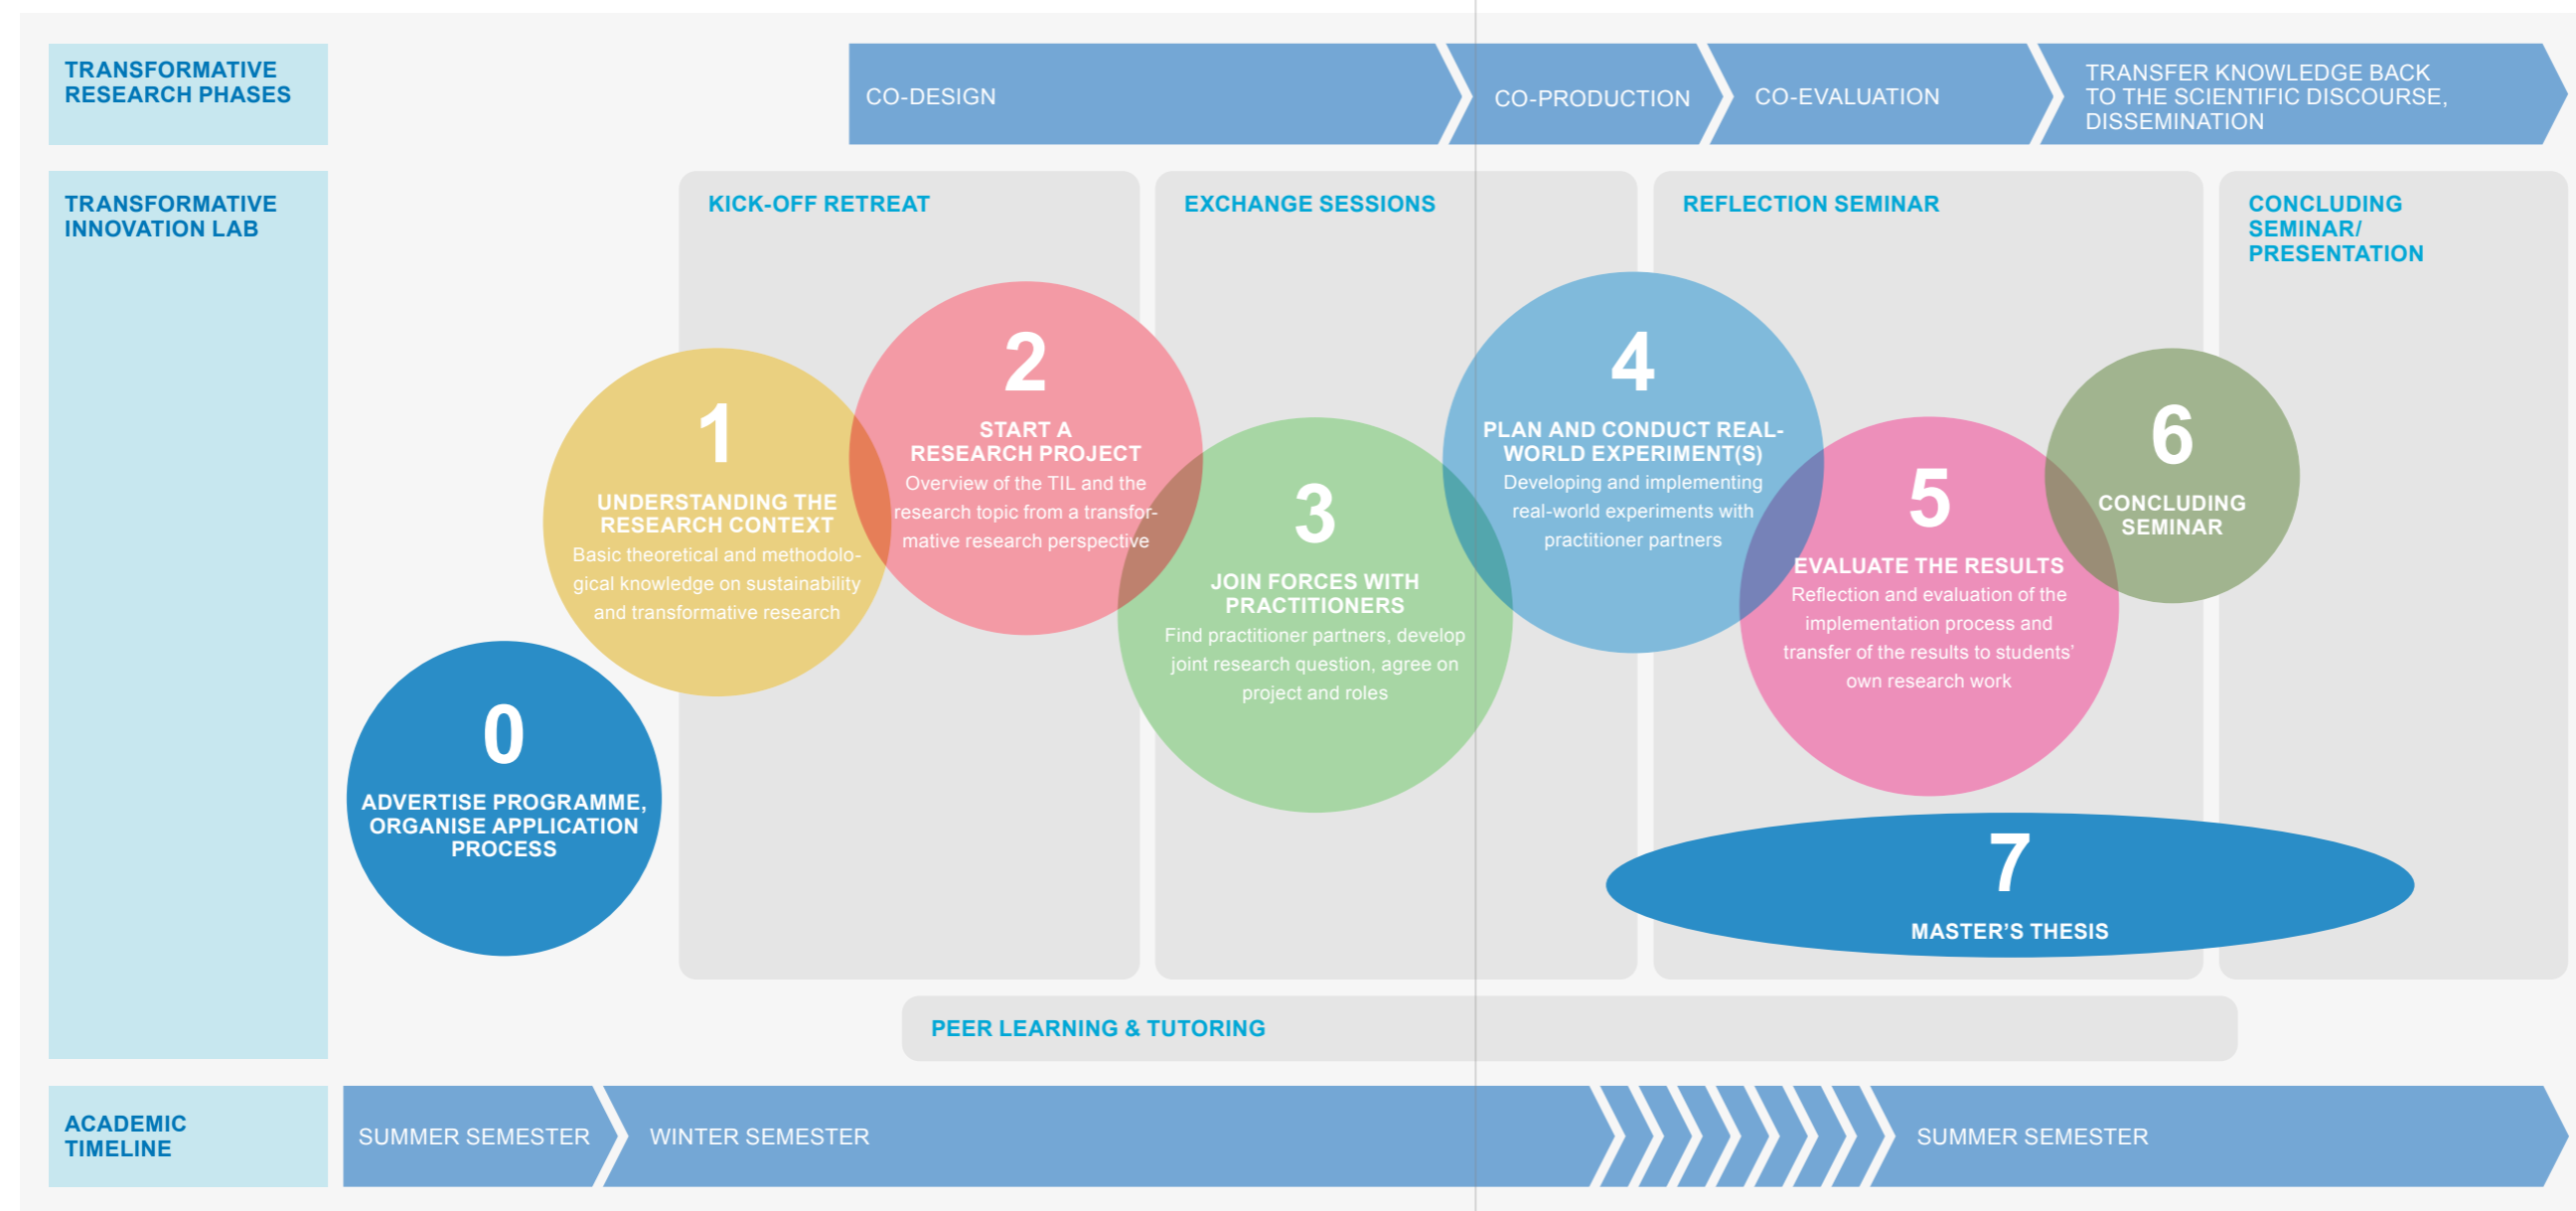 TRANSFORMATIVE
RESEARCH PHASES
CO-DESIGN
CO-PRODUCTION
CO-EVALUATION
TRANSFER KNOWLEDGE BACK
TO THE SCIENTIFIC DISCOURSE,
DISSEMINATION
TRANSFORMATIVE
INNOVATION LAB
KICK-OFF RETREAT
EXCHANGE SESSIONS
REFLECTION SEMINAR
CONCLUDING
SEMINAR/
PRESENTATION
0
ADVERTISE PROGRAMME,
ORGANISE APPLICATION
PROCESS
1
UNDERSTANDING THE
RESEARCH CONTEXT
Basic theoretical and methodolo-
gical knowledge on sustainability
and transformative research
2
START A
RESEARCH PROJECT
Overview of the TIL and the
research topic from a transfor-
mative research perspective
3
JOIN FORCES WITH
PRACTITIONERS
Find practitioner partners, develop
joint research question, agree on
project and roles
4
PLAN AND CONDUCT REAL-
WORLD EXPERIMENT(S)
Developing and implementing
real-world experiments with
practitioner partners
5
EVALUATE THE RESULTS
Reflection and evaluation of the
implementation process and
transfer of the results to students’
own research work
6
CONCLUDING
SEMINAR
7
MASTER’S THESIS
PEER LEARNING & TUTORING
ACADEMIC
TIMELINE
SUMMER SEMESTER
WINTER SEMESTER
SUMMER SEMESTER